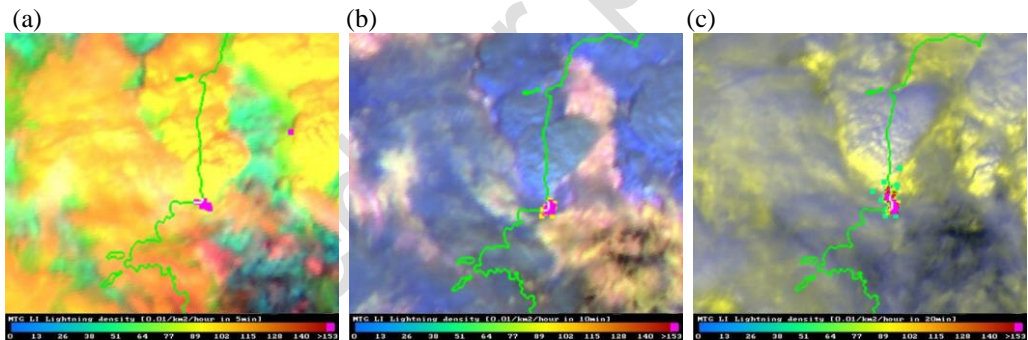 (a)
(b)
(c)
MTG LI Lightning density [0.01/km2/hour in 5min]
0 13 26 38 51 64 77 89 102 115 128 140 >153
MTG LI Lightning density [0.01/km2/hour in 10min]
0 13 26 38 51 64 77 89 102 115 128 140 >153
MTG LI Lightning density [0.01/km2/hour in 20min]
0 13 26 38 51 64 77 89 102 115 128 140 >153